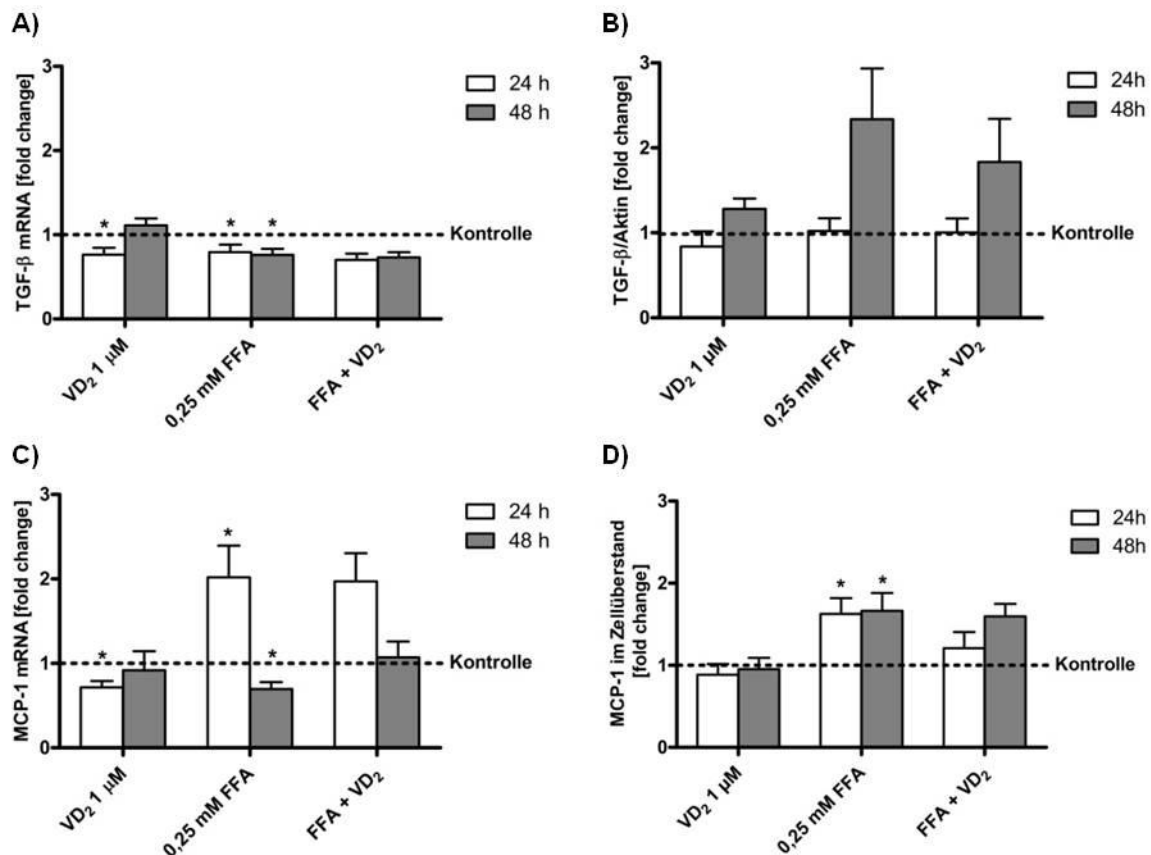 A)
TGF-β mRNA [fold change]
3
2
1
0
24 h
48 h
* * *
Kontrolle
VD₂ 1 µM
0,25 mM FFA
FFA + VD₂
B)
TGF-β/Aktin [fold change]
3
2
1
0
24h
48h
Kontrolle
VD₂ 1 µM
0,25 mM FFA
FFA + VD₂
C)
MCP-1 mRNA [fold change]
3
2
1
0
24 h
48 h
* * *
Kontrolle
VD₂ 1 µM
0,25 mM FFA
FFA + VD₂
D)
MCP-1 im Zellüberstand
[fold change]
3
2
1
0
24h
48h
* *
Kontrolle
VD₂ 1 µM
0,25 mM FFA
FFA + VD₂